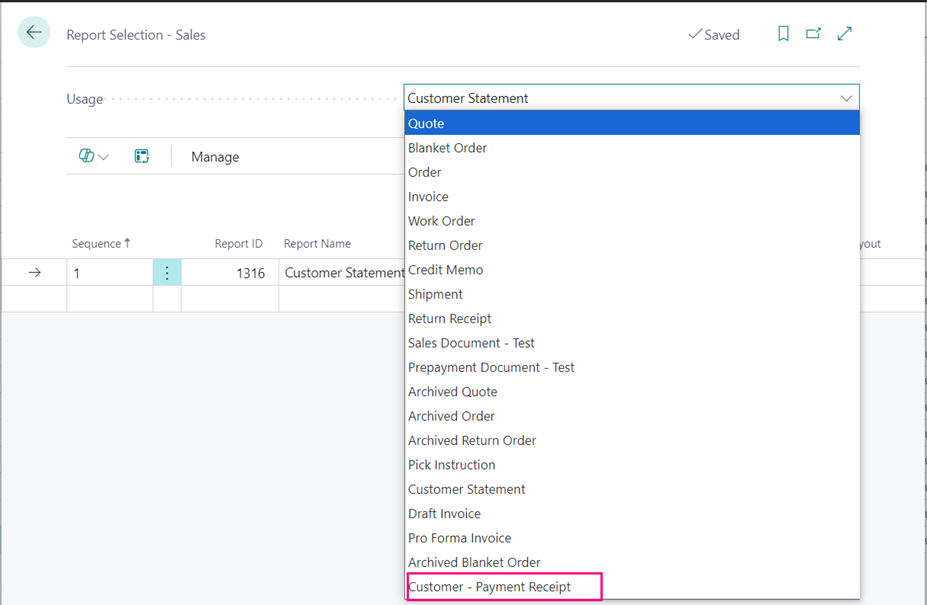 Report Selection - Sales
Saved
Usage
Customer Statement
Quote
Blanket Order
Order
Invoice
Work Order
Return Order
Credit Memo
Shipment
Return Receipt
Sales Document - Test
Prepayment Document - Test
Archived Quote
Archived Order
Archived Return Order
Pick Instruction
Customer Statement
Draft Invoice
Pro Forma Invoice
Archived Blanket Order
Customer - Payment Receipt
Manage
Sequence↑ Report ID Report Name yout
1 1316 Customer Statement